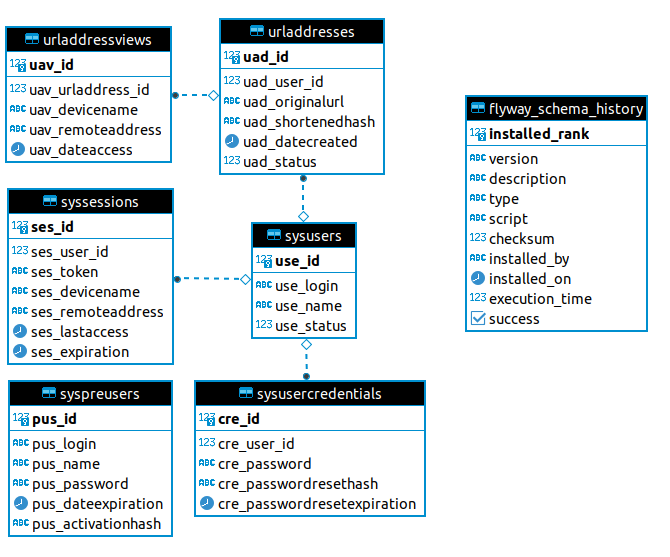 urladdressviews
uav_id
uav_urladdress_id
uav_devicename
uav_remoteaddress
uav_dateaccess
urladdresses
uad_id
uad_user_id
uad_originalurl
uad_shortenedhash
uad_datecreated
uad_status
flyway_schema_history
installed_rank
version
description
type
script
checksum
installed_by
installed_on
execution_time
success
syssessions
ses_id
ses_user_id
ses_token
ses_devicename
ses_remoteaddress
ses_lastaccess
ses_expiration
sysusers
use_id
use_login
use_name
use_status
syspreusers
pus_id
pus_login
pus_name
pus_password
pus_dateexpiration
pus_activationhash
sysusercredentials
cre_id
cre_user_id
cre_password
cre_passwordresethash
cre_passwordresetexpiration